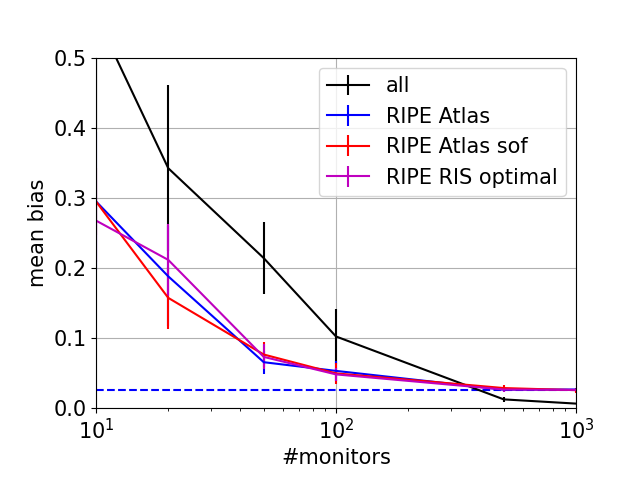 0.5
0.4
0.3
0.2
0.1
0.0
mean bias
10^1
10^2
10^3
#monitors
all
RIPE Atlas
RIPE Atlas sof
RIPE RIS optimal